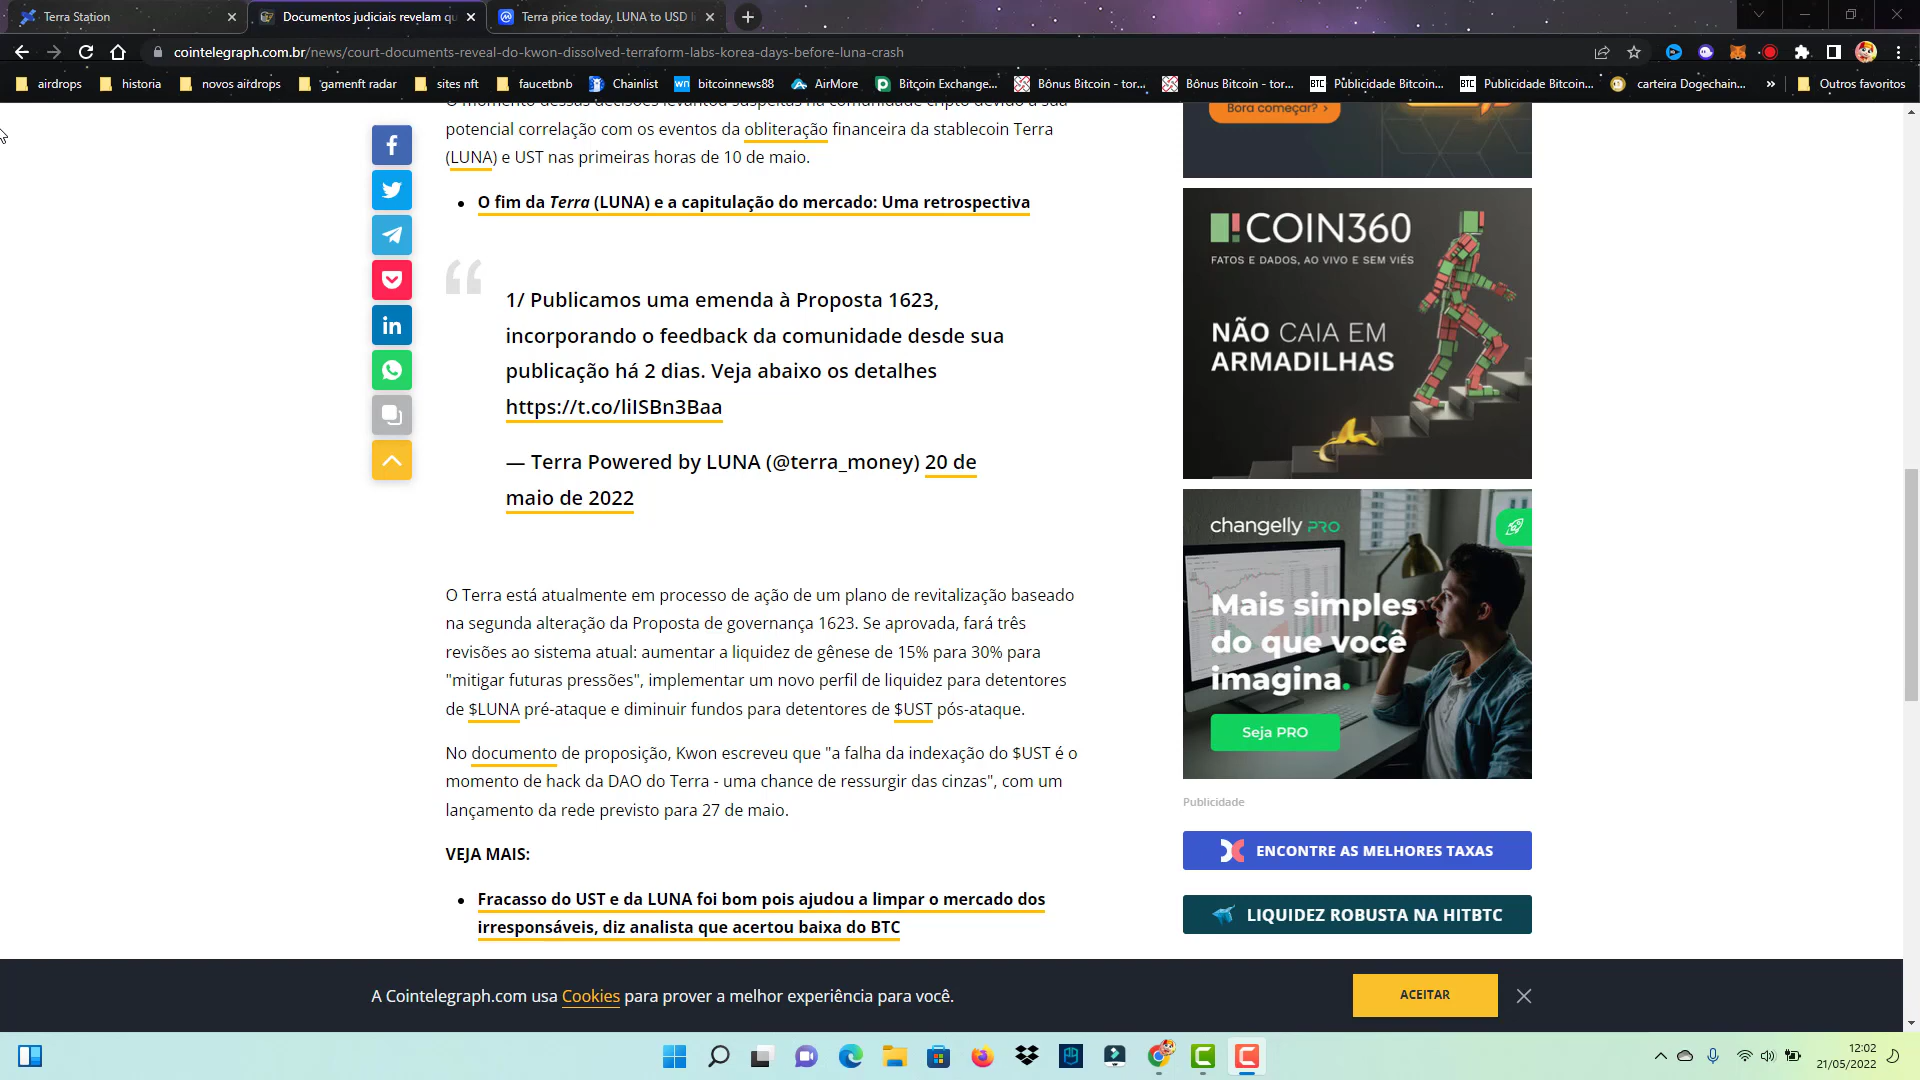 Terra Station
Documentos judiciais revelam qu
Terra price today, LUNA to USD li
cointelegraph.com.br/news/court-documents-reveal-do-kwon-dissolved-terraform-labs-korea-days-before-luna-crash
airdrops
historia
novos airdrops
gamenft radar
sites nft
faucetbnb
Chainlist
wn bitcoinnews88
AirMore
Bitcoin Exchange...
Bônus Bitcoin - tor...
Bônus Bitcoin - tor...
BTC Publicidade Bitcoin...
BTC Publicidade Bitcoin...
carteira Dogechain...
»
Outros favoritos
O momento dessas decisões levantou suspeitas na comunidade cripto devido à sua
potencial correlação com os eventos da obliteração financeira da stablecoin Terra
(LUNA) e UST nas primeiras horas de 10 de maio.
• O fim da Terra (LUNA) e a capitulação do mercado: Uma retrospectiva
1/ Publicamos uma emenda à Proposta 1623,
incorporando o feedback da comunidade desde sua
publicação há 2 dias. Veja abaixo os detalhes
https://t.co/liISBn3Baa
— Terra Powered by LUNA (@terra_money) 20 de
maio de 2022
O Terra está atualmente em processo de ação de um plano de revitalização baseado
na segunda alteração da Proposta de governança 1623. Se aprovada, fará três
revisões ao sistema atual: aumentar a liquidez de gênese de 15% para 30% para
"mitigar futuras pressões", implementar um novo perfil de liquidez para detentores
de $LUNA pré-ataque e diminuir fundos para detentores de $UST pós-ataque.
No documento de proposição, Kwon escreveu que "a falha da indexação do $UST é o
momento de hack da DAO do Terra - uma chance de ressurgir das cinzas", com um
lançamento da rede previsto para 27 de maio.
VEJA MAIS:
• Fracasso do UST e da LUNA foi bom pois ajudou a limpar o mercado dos
irresponsáveis, diz analista que acertou baixa do BTC
Bora começar? >
COIN360
FATOS E DADOS, AO VIVO E SEM VIÉS
NÃO CAIA EM
ARMADILHAS
changelly PRO
Mais simples
do que você
imagina.
Seja PRO
Publicidade
ENCONTRE AS MELHORES TAXAS
LIQUIDEZ ROBUSTA NA HITBTC
A Cointelegraph.com usa Cookies para prover a melhor experiência para você.
ACEITAR
12:02
21/05/2022